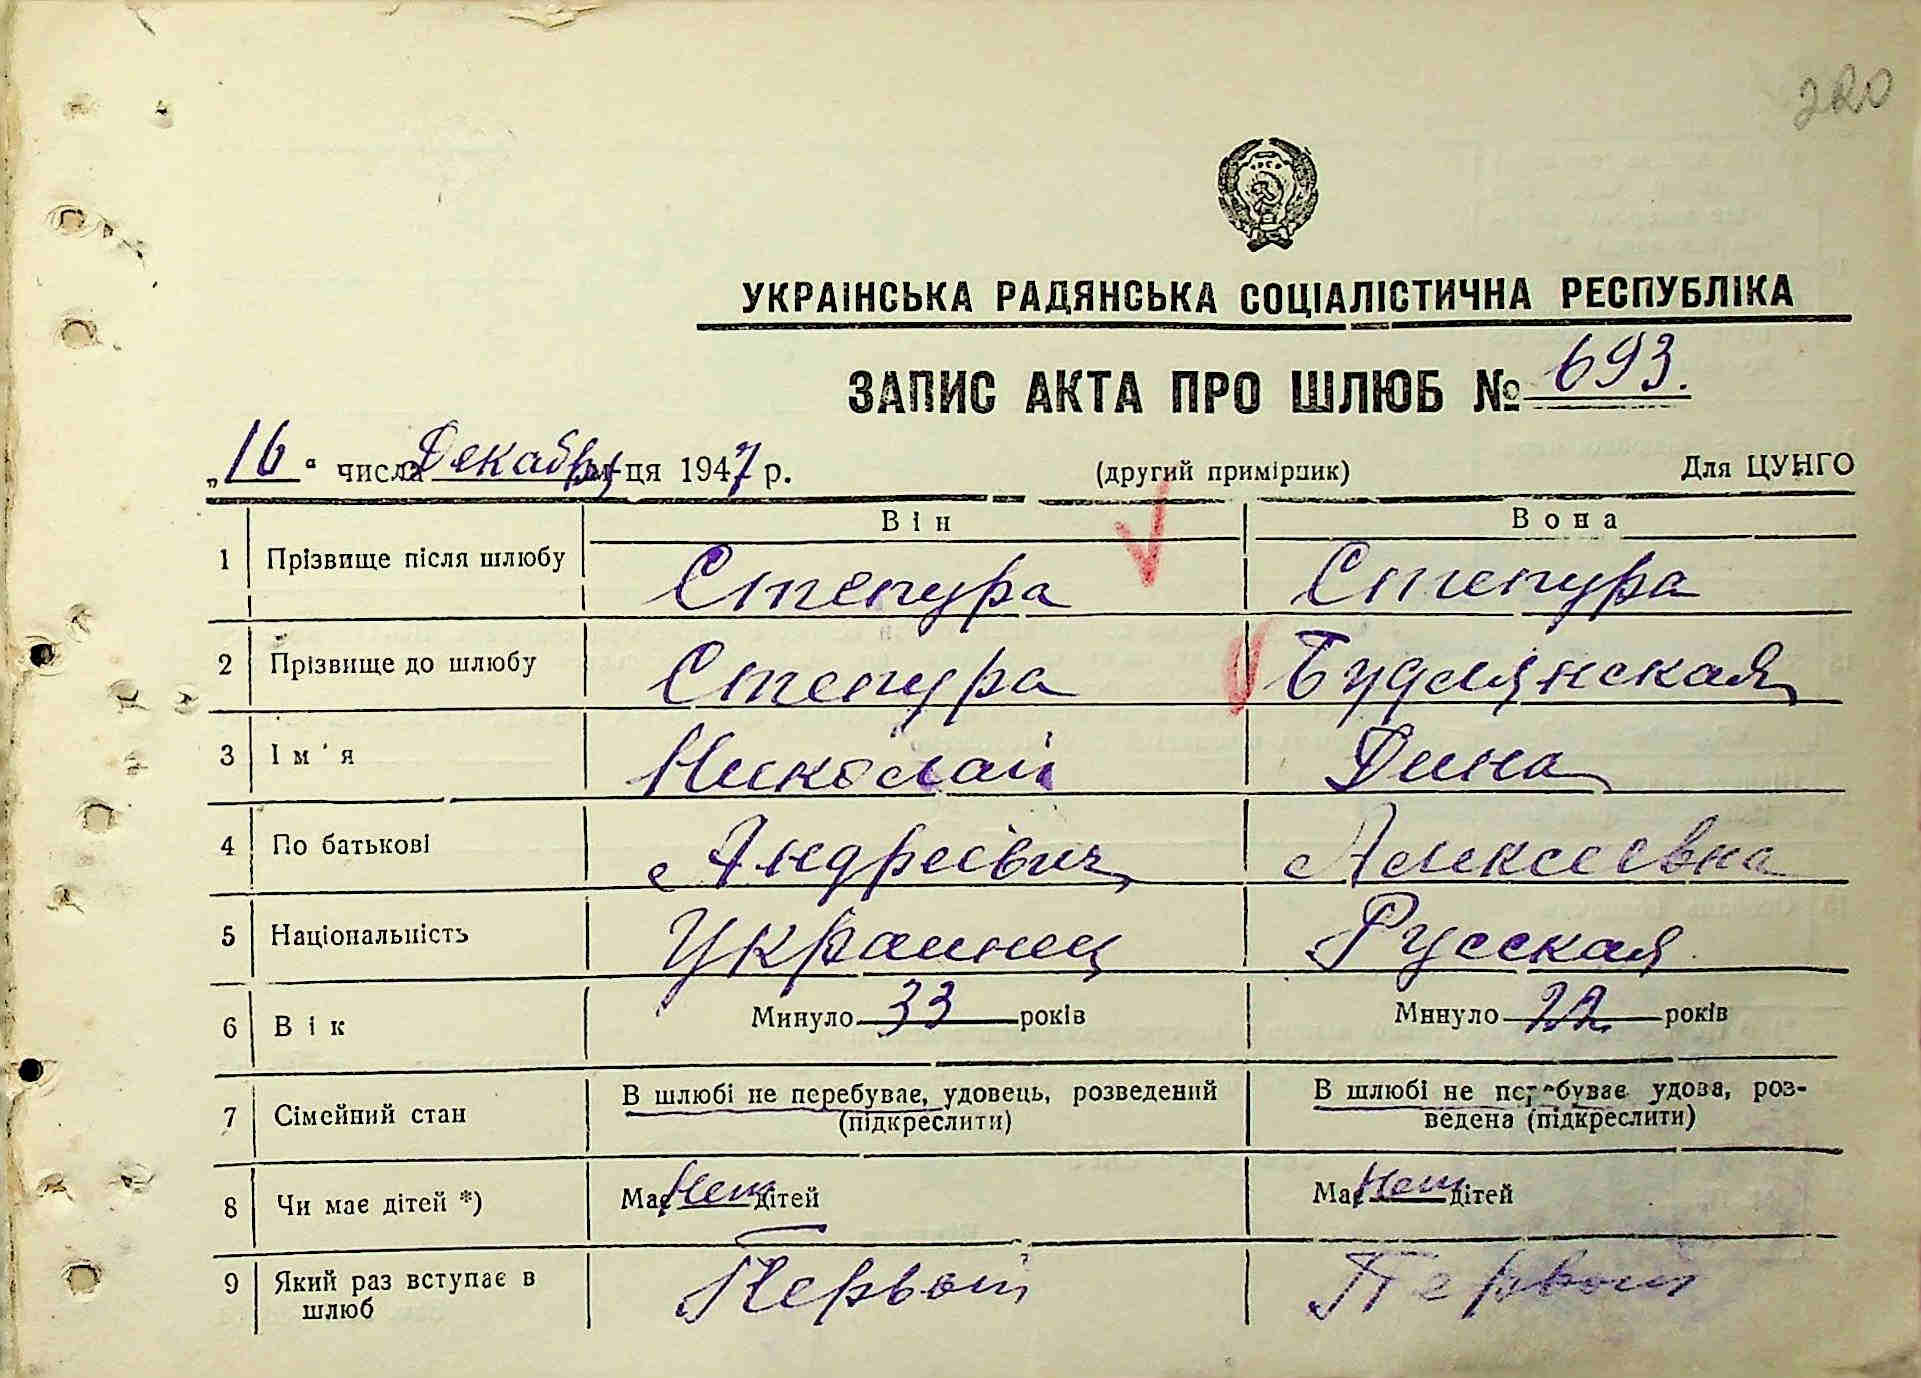 220
УКРАЇНСЬКА РАДЯНСЬКА СОЦІАЛІСТИЧНА РЕСПУБЛІКА
ЗАПИС АКТА ПРО ШЛЮБ № 693.
„16“ числа Декабря м-ця 1947 р. (другий примірник) Для ЦУНГО
Він Вона
1 Прізвище після шлюбу Степура Степура
2 Прізвище до шлюбу Степура Будлянская
3 Ім'я Николай Дина
4 По батькові Андреевич Алексеевна
5 Національність Украинец Русская
6 Вік Минуло 33 років Минуло 22 років
7 Сімейний стан В шлюбі не перебуває, удовець, розведений В шлюбі не перебуває удова, роз-
(підкреслити) ведена (підкреслити)
8 Чи має дітей *) Має Нет дітей Має Нет дітей
9 Який раз вступає в Первый Первый
шлюб